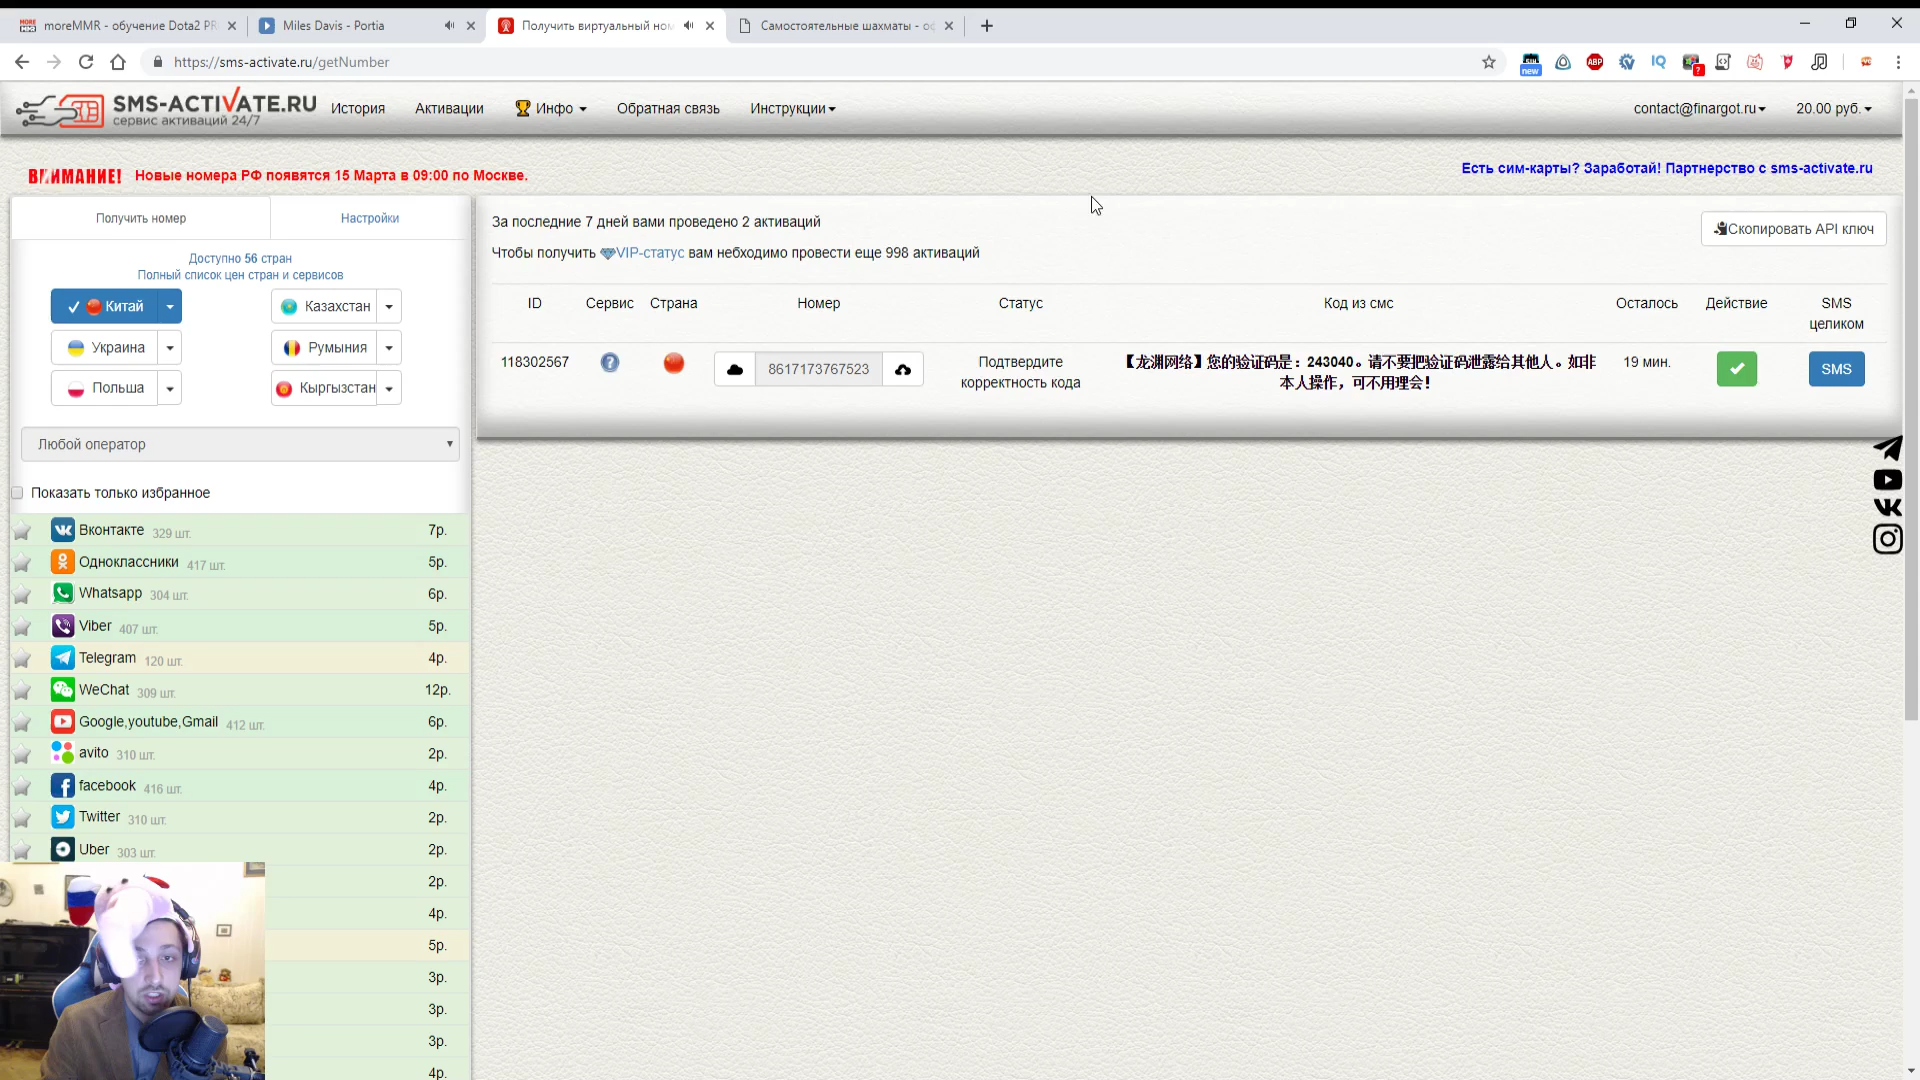 moreMMR - обучение Dota2 PR
Miles Davis - Portia
Получить виртуальный ном
Самостоятельные шахматы - оф
https://sms-activate.ru/getNumber
new
ABP
IQ
?
SMS-ACTIVATE.RU
сервис активаций 24/7
История
Активации
Инфо
Обратная связь
Инструкции
contact@finargot.ru
20.00 руб.
ВНИМАНИЕ!
Новые номера РФ появятся 15 Марта в 09:00 по Москве.
Есть сим-карты? Заработай! Партнерство с sms-activate.ru
Получить номер
Настройки
Доступно 56 стран
Полный список цен стран и сервисов
Китай
Казахстан
Украина
Румыния
Польша
Кыргызстан
Любой оператор
Показать только избранное
Вконтакте 329 шт. 7р.
Одноклассники 417 шт. 5р.
Whatsapp 304 шт. 6р.
Viber 407 шт. 5р.
Telegram 120 шт. 4р.
WeChat 309 шт. 12р.
Google,youtube,Gmail 412 шт. 6р.
avito 310 шт. 2р.
facebook 416 шт. 4р.
Twitter 310 шт. 2р.
Uber 303 шт. 2р.
2р.
4р.
5р.
3р.
3р.
3р.
4р.
За последние 7 дней вами проведено 2 активаций
Чтобы получить VIP-статус вам небходимо провести еще 998 активаций
Скопировать API ключ
ID Сервис Страна Номер Статус Код из смс Осталось Действие SMS
целиком
118302567 ? 8617173767523 Подтвердите
корректность кода
【龙渊网络】您的验证码是：243040。请不要把验证码泄露给其他人。如非
本人操作，可不用理会！
19 мин.
SMS